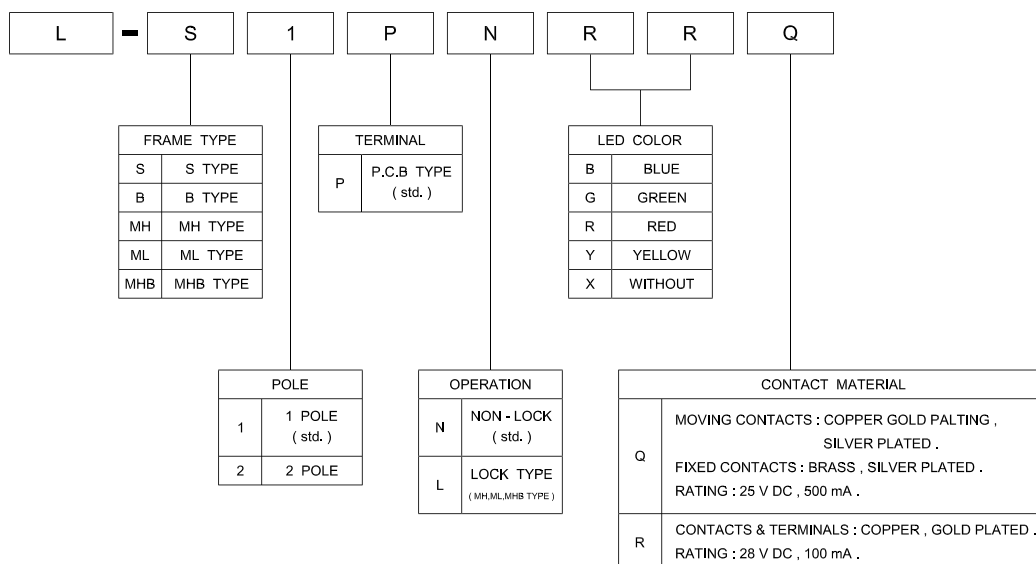 L - S 1 P N R R Q
FRAME TYPE
S S TYPE
B B TYPE
MH MH TYPE
ML ML TYPE
MHB MHB TYPE
TERMINAL
P P.C.B TYPE
( std. )
LED COLOR
B BLUE
G GREEN
R RED
Y YELLOW
X WITHOUT
POLE
1 1 POLE
( std. )
2 2 POLE
OPERATION
N NON - LOCK
( std. )
L LOCK TYPE
( MH,ML,MHB TYPE )
CONTACT MATERIAL
Q MOVING CONTACTS : COPPER GOLD PALTING ,
SILVER PLATED .
FIXED CONTACTS : BRASS , SILVER PLATED .
RATING : 25 V DC , 500 mA .
R CONTACTS & TERMINALS : COPPER , GOLD PLATED .
RATING : 28 V DC , 100 mA .